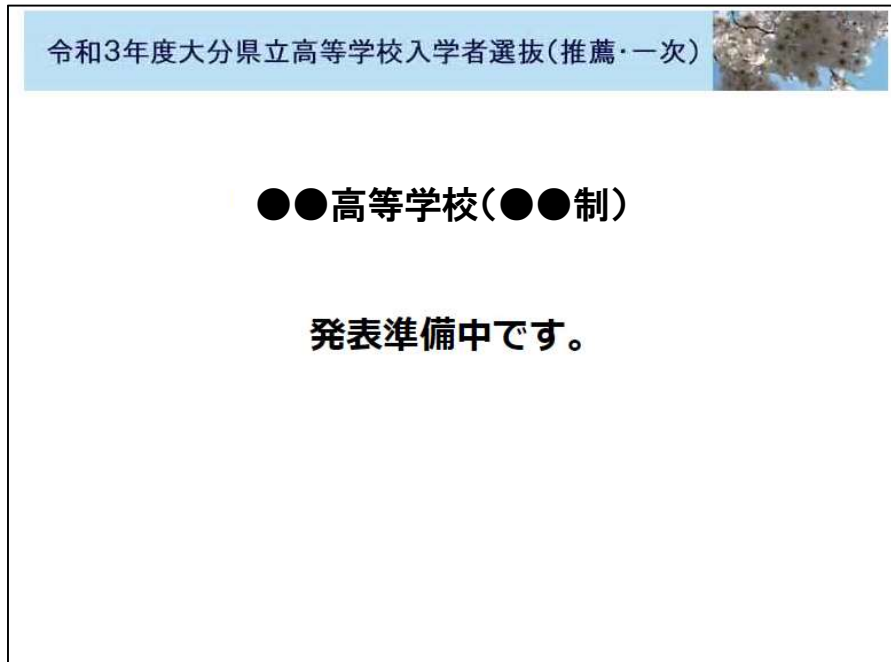 令和3年度大分県立高等学校入学者選抜(推薦・一次)
●●高等学校(●●制)
発表準備中です。